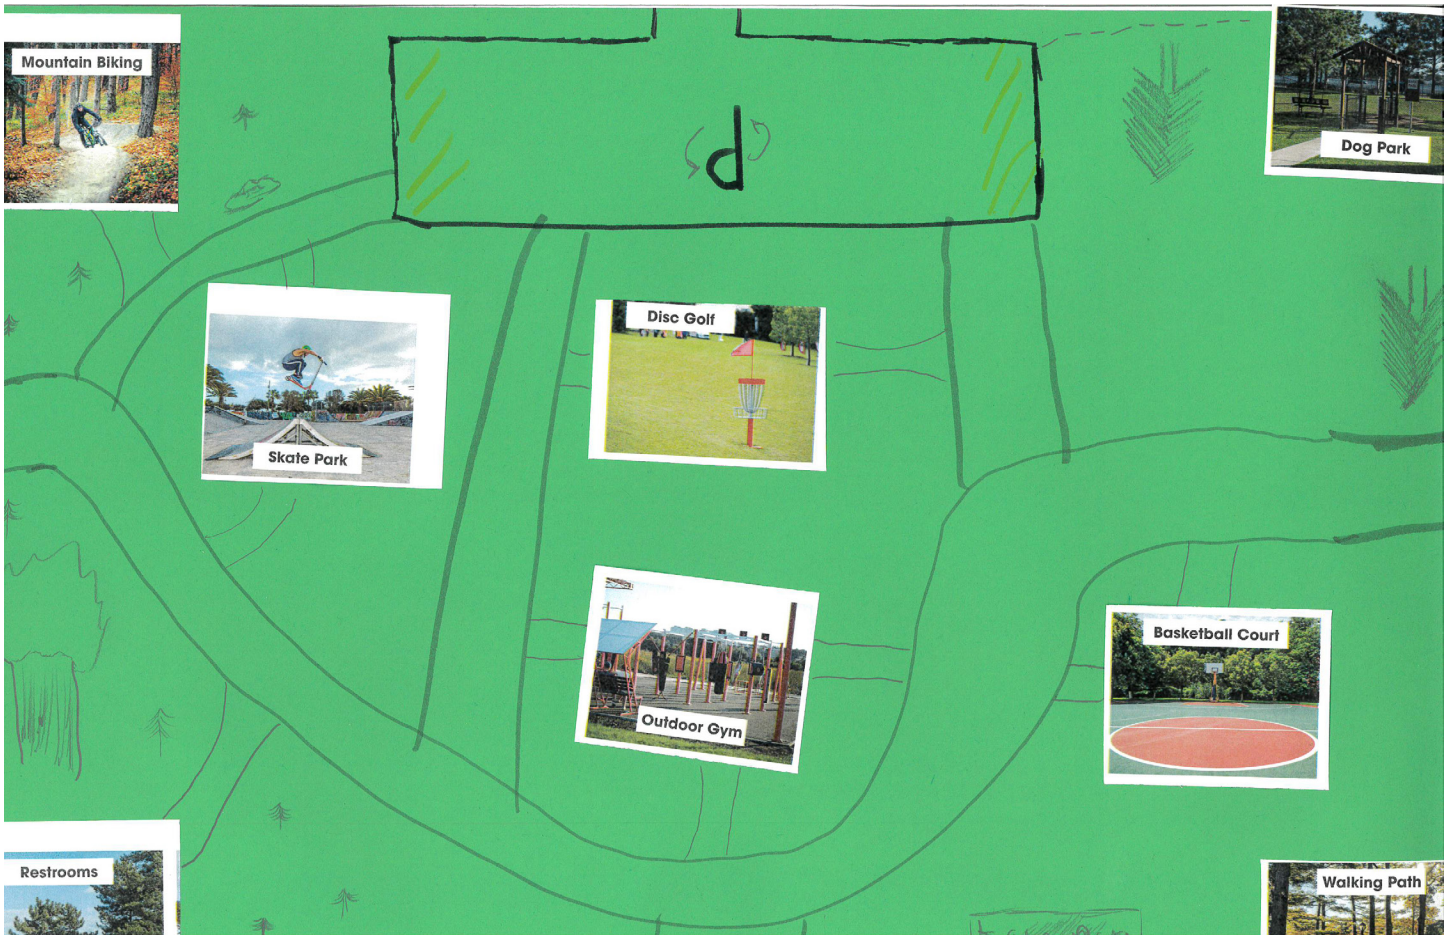 Mountain Biking
Dog Park
d
Disc Golf
Skate Park
Basketball Court
Outdoor Gym
Restrooms
Walking Path